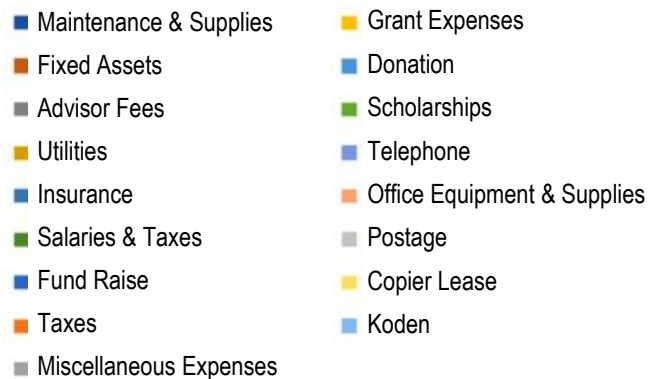 Maintenance & Supplies
Fixed Assets
Advisor Fees
Utilities
Insurance
Salaries & Taxes
Fund Raise
Taxes
Miscellaneous Expenses
Grant Expenses
Donation
Scholarships
Telephone
Office Equipment & Supplies
Postage
Copier Lease
Koden